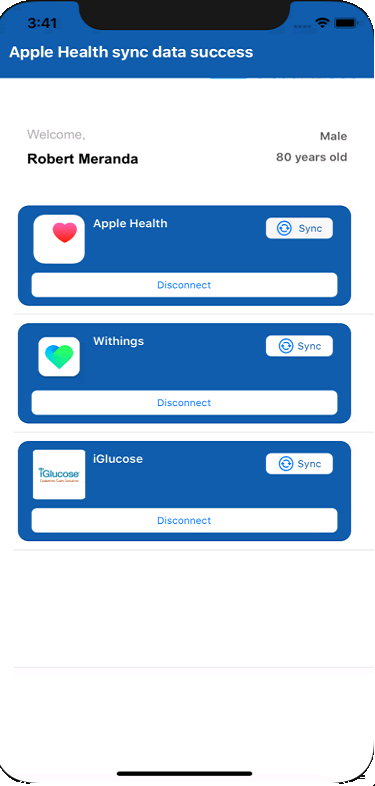 3:41
Apple Health sync data success
Welcome,
Male
Robert Meranda
80 years old
Apple Health
Sync
Disconnect
Withings
Sync
Disconnect
iGlucose
Sync
iGlucose
Disconnect